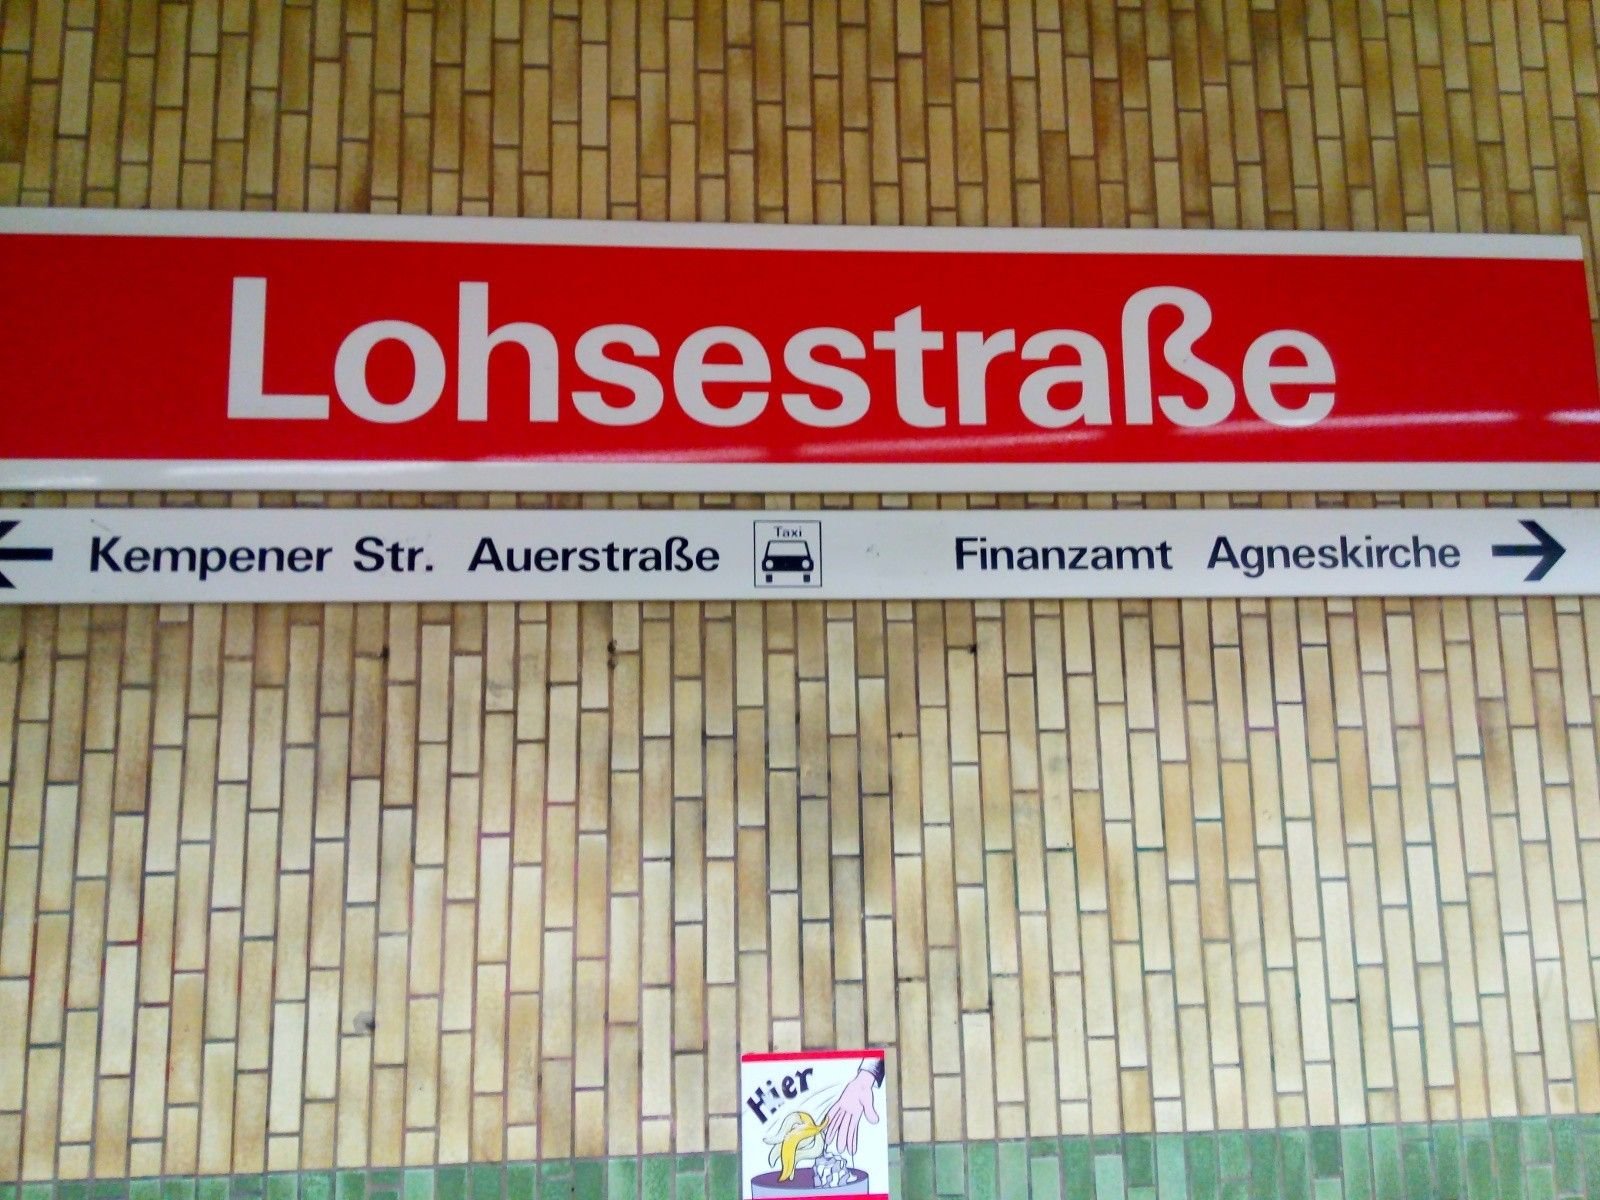 Lohsestraße
Kempener Str. Auerstraße Taxi Finanzamt Agneskirche
Hier